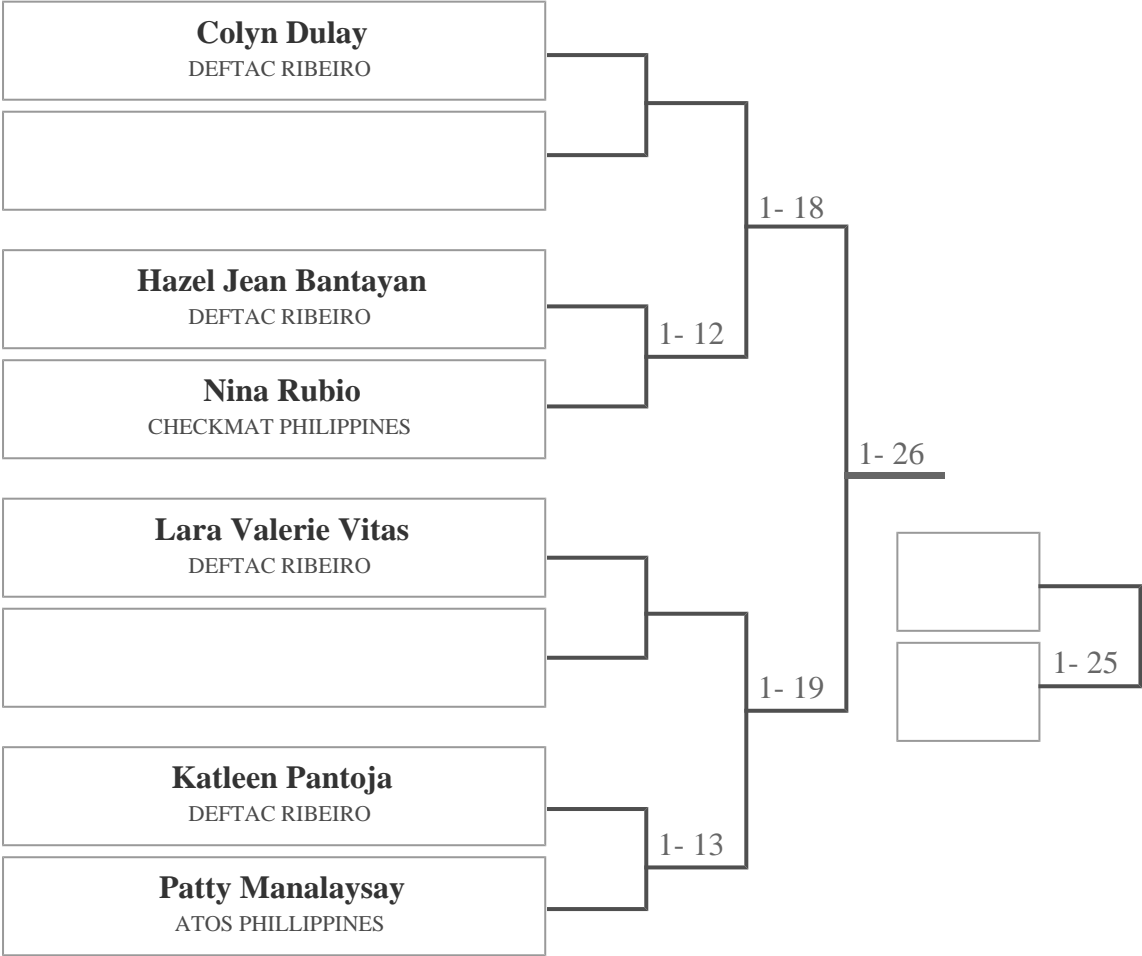 Colyn Dulay
DEFTAC RIBEIRO
1- 18
Hazel Jean Bantayan
DEFTAC RIBEIRO
1- 12
Nina Rubio
CHECKMAT PHILIPPINES
1- 26
Lara Valerie Vitas
DEFTAC RIBEIRO
1- 25
1- 19
Katleen Pantoja
DEFTAC RIBEIRO
1- 13
Patty Manalaysay
ATOS PHILLIPPINES